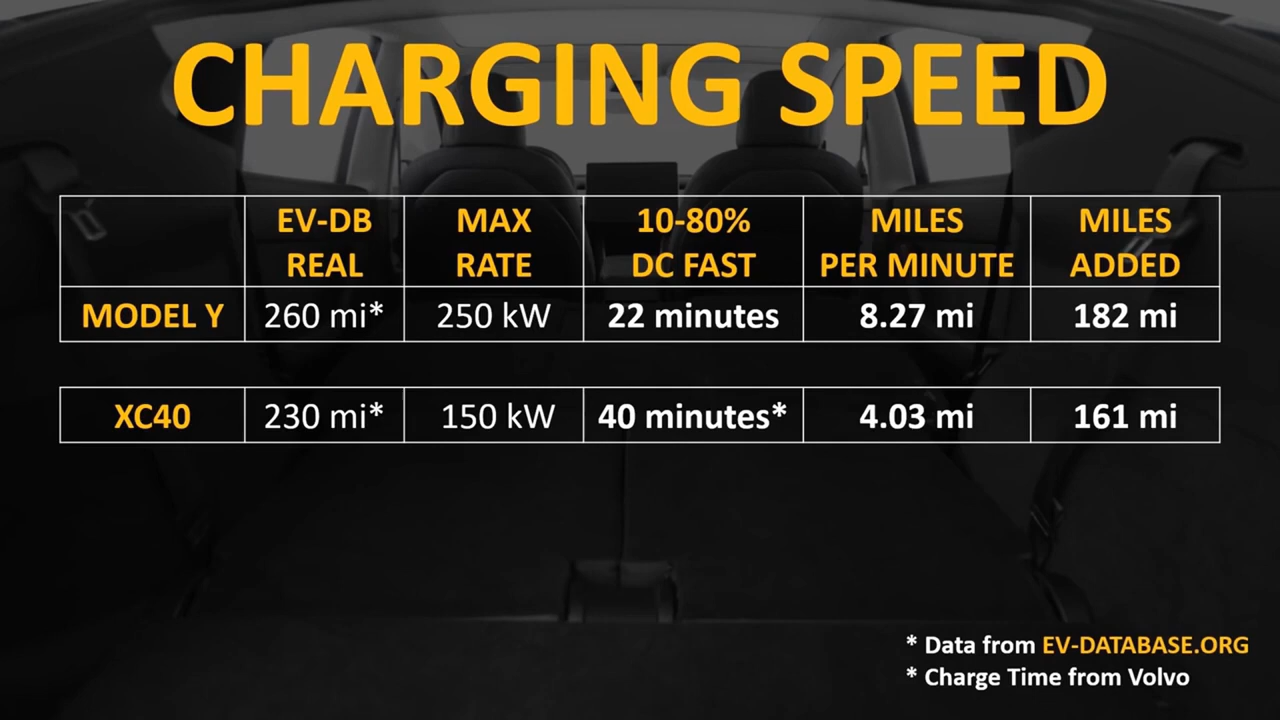 CHARGING SPEED
EV-DB REAL MAX RATE 10-80% DC FAST MILES PER MINUTE MILES ADDED
MODEL Y 260 mi* 250 kW 22 minutes 8.27 mi 182 mi
XC40 230 mi* 150 kW 40 minutes* 4.03 mi 161 mi
* Data from EV-DATABASE.ORG
* Charge Time from Volvo